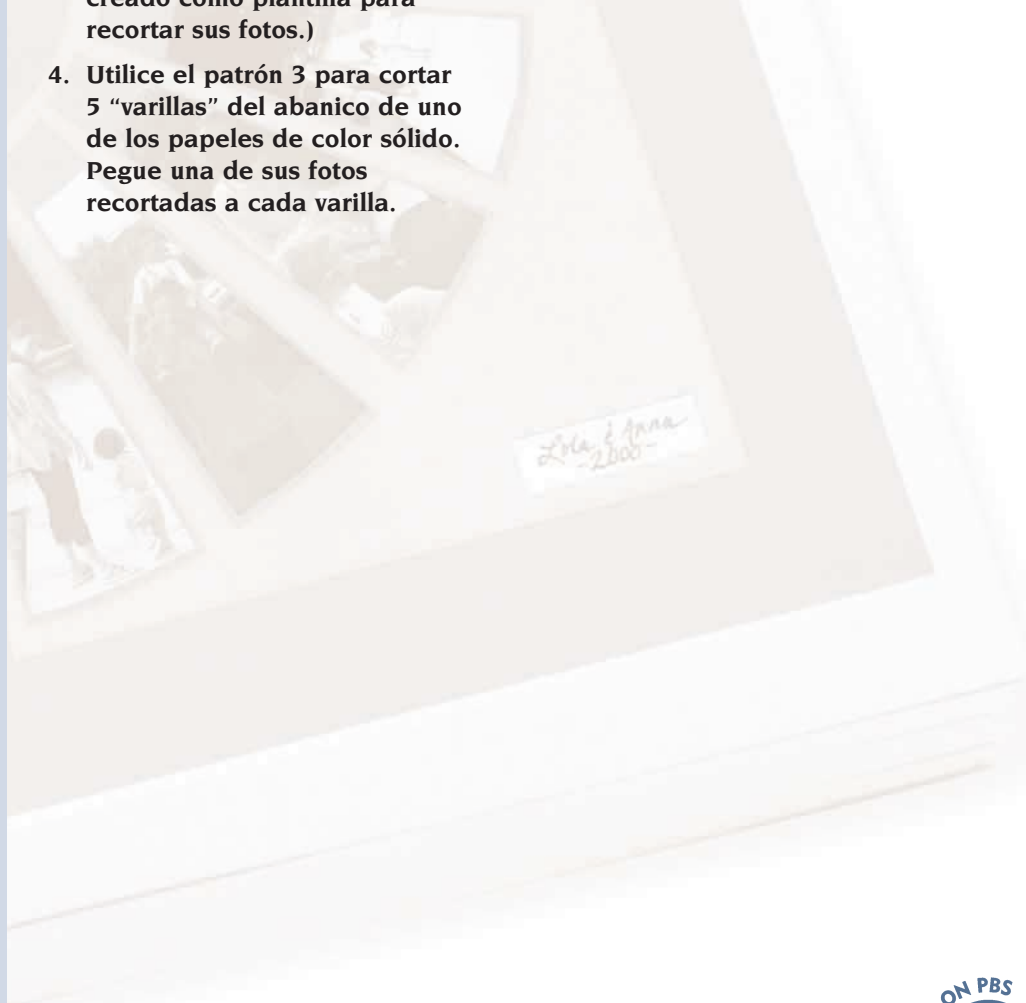 creado como plantilla para
recortar sus fotos.)
4. Utilice el patrón 3 para cortar
5 “varillas” del abanico de uno
de los papeles de color sólido.
Pegue una de sus fotos
recortadas a cada varilla.
Lola & Anna
-2000-
ON PBS